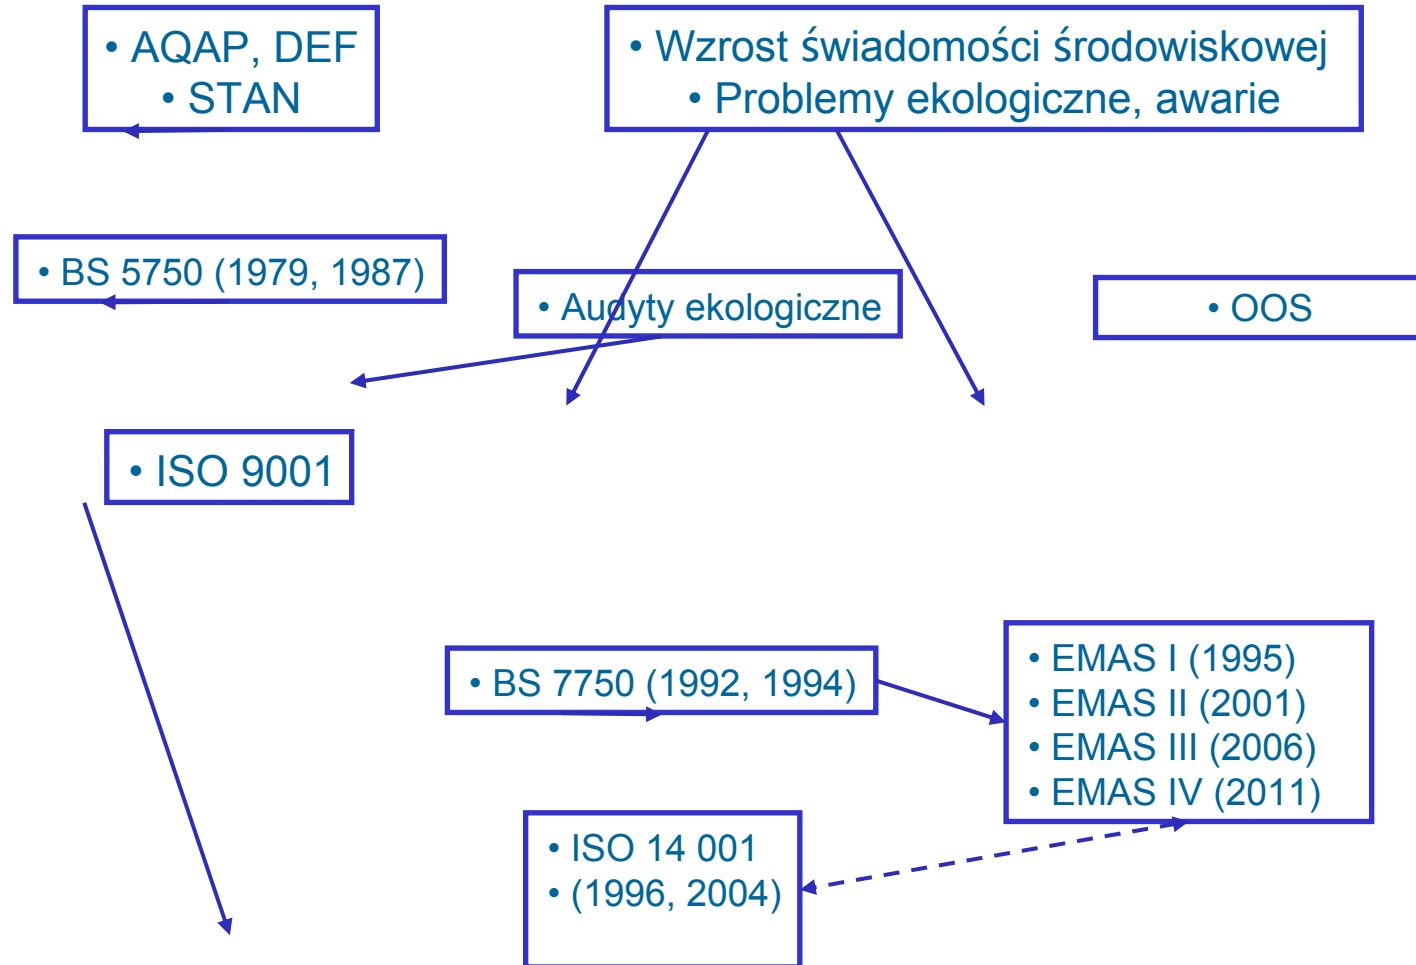 • AQAP, DEF
• STAN
• Wzrost świadomości środowiskowej
• Problemy ekologiczne, awarie
• BS 5750 (1979, 1987)
• Audyty ekologiczne
• OOS
• ISO 9001
• BS 7750 (1992, 1994)
• EMAS I (1995)
• EMAS II (2001)
• EMAS III (2006)
• EMAS IV (2011)
• ISO 14 001
• (1996, 2004)